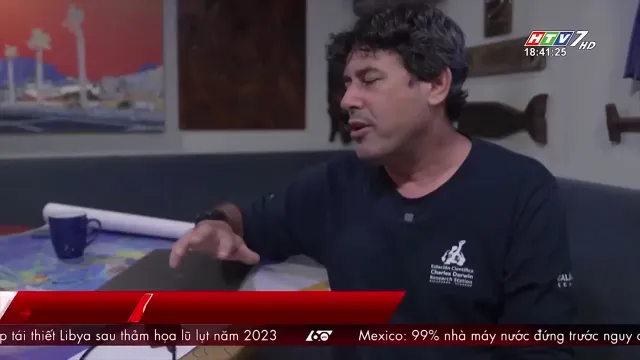 HTV7 HD
18:41:25
Estación Científica
Charles Darwin
Research Station
p tái thiết Libya sau thảm họa lũ lụt năm 2023
60
Mexico: 99% nhà máy nước đứng trước nguy